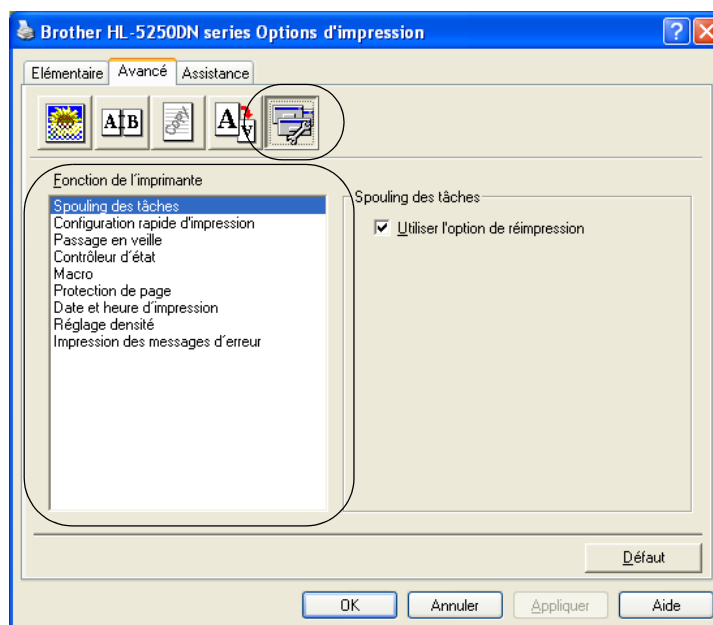 Brother HL-5250DN series Options d'impression
Elémentaire Avancé Assistance
A B
A A
Fonction de l'imprimante
Spouling des tâches
Configuration rapide d'impression
Passage en veille
Contrôleur d´état
Macro
Protection de page
Date et heure d´impression
Réglage densité
Impression des messages d´erreur
Spouling des tâches
Utiliser l'option de réimpression
Défaut
OK Annuler Appliquer Aide